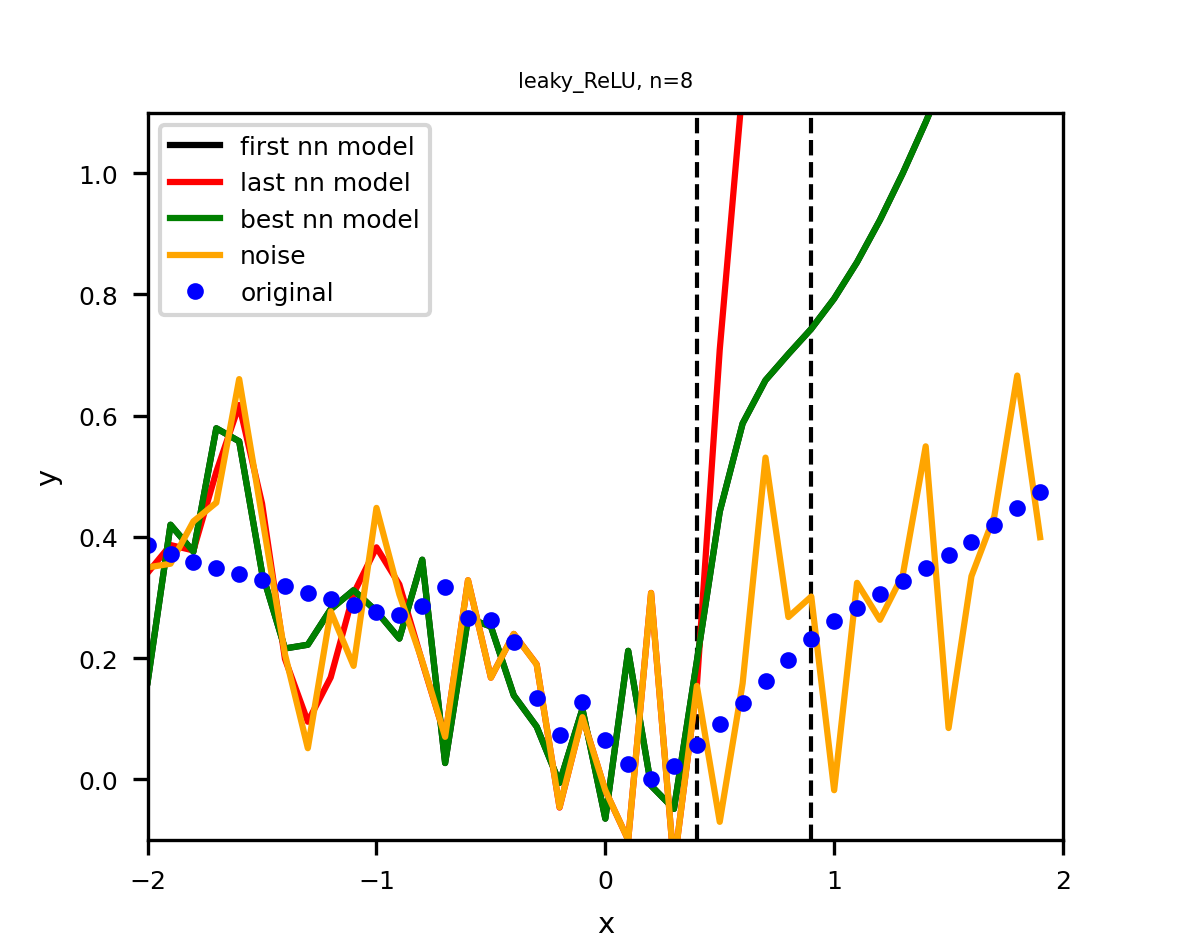 leaky_ReLU, n=8
first nn model
last nn model
best nn model
noise
original
1.0
0.8
0.6
0.4
0.2
0.0
y
−2
−1
0
1
2
x